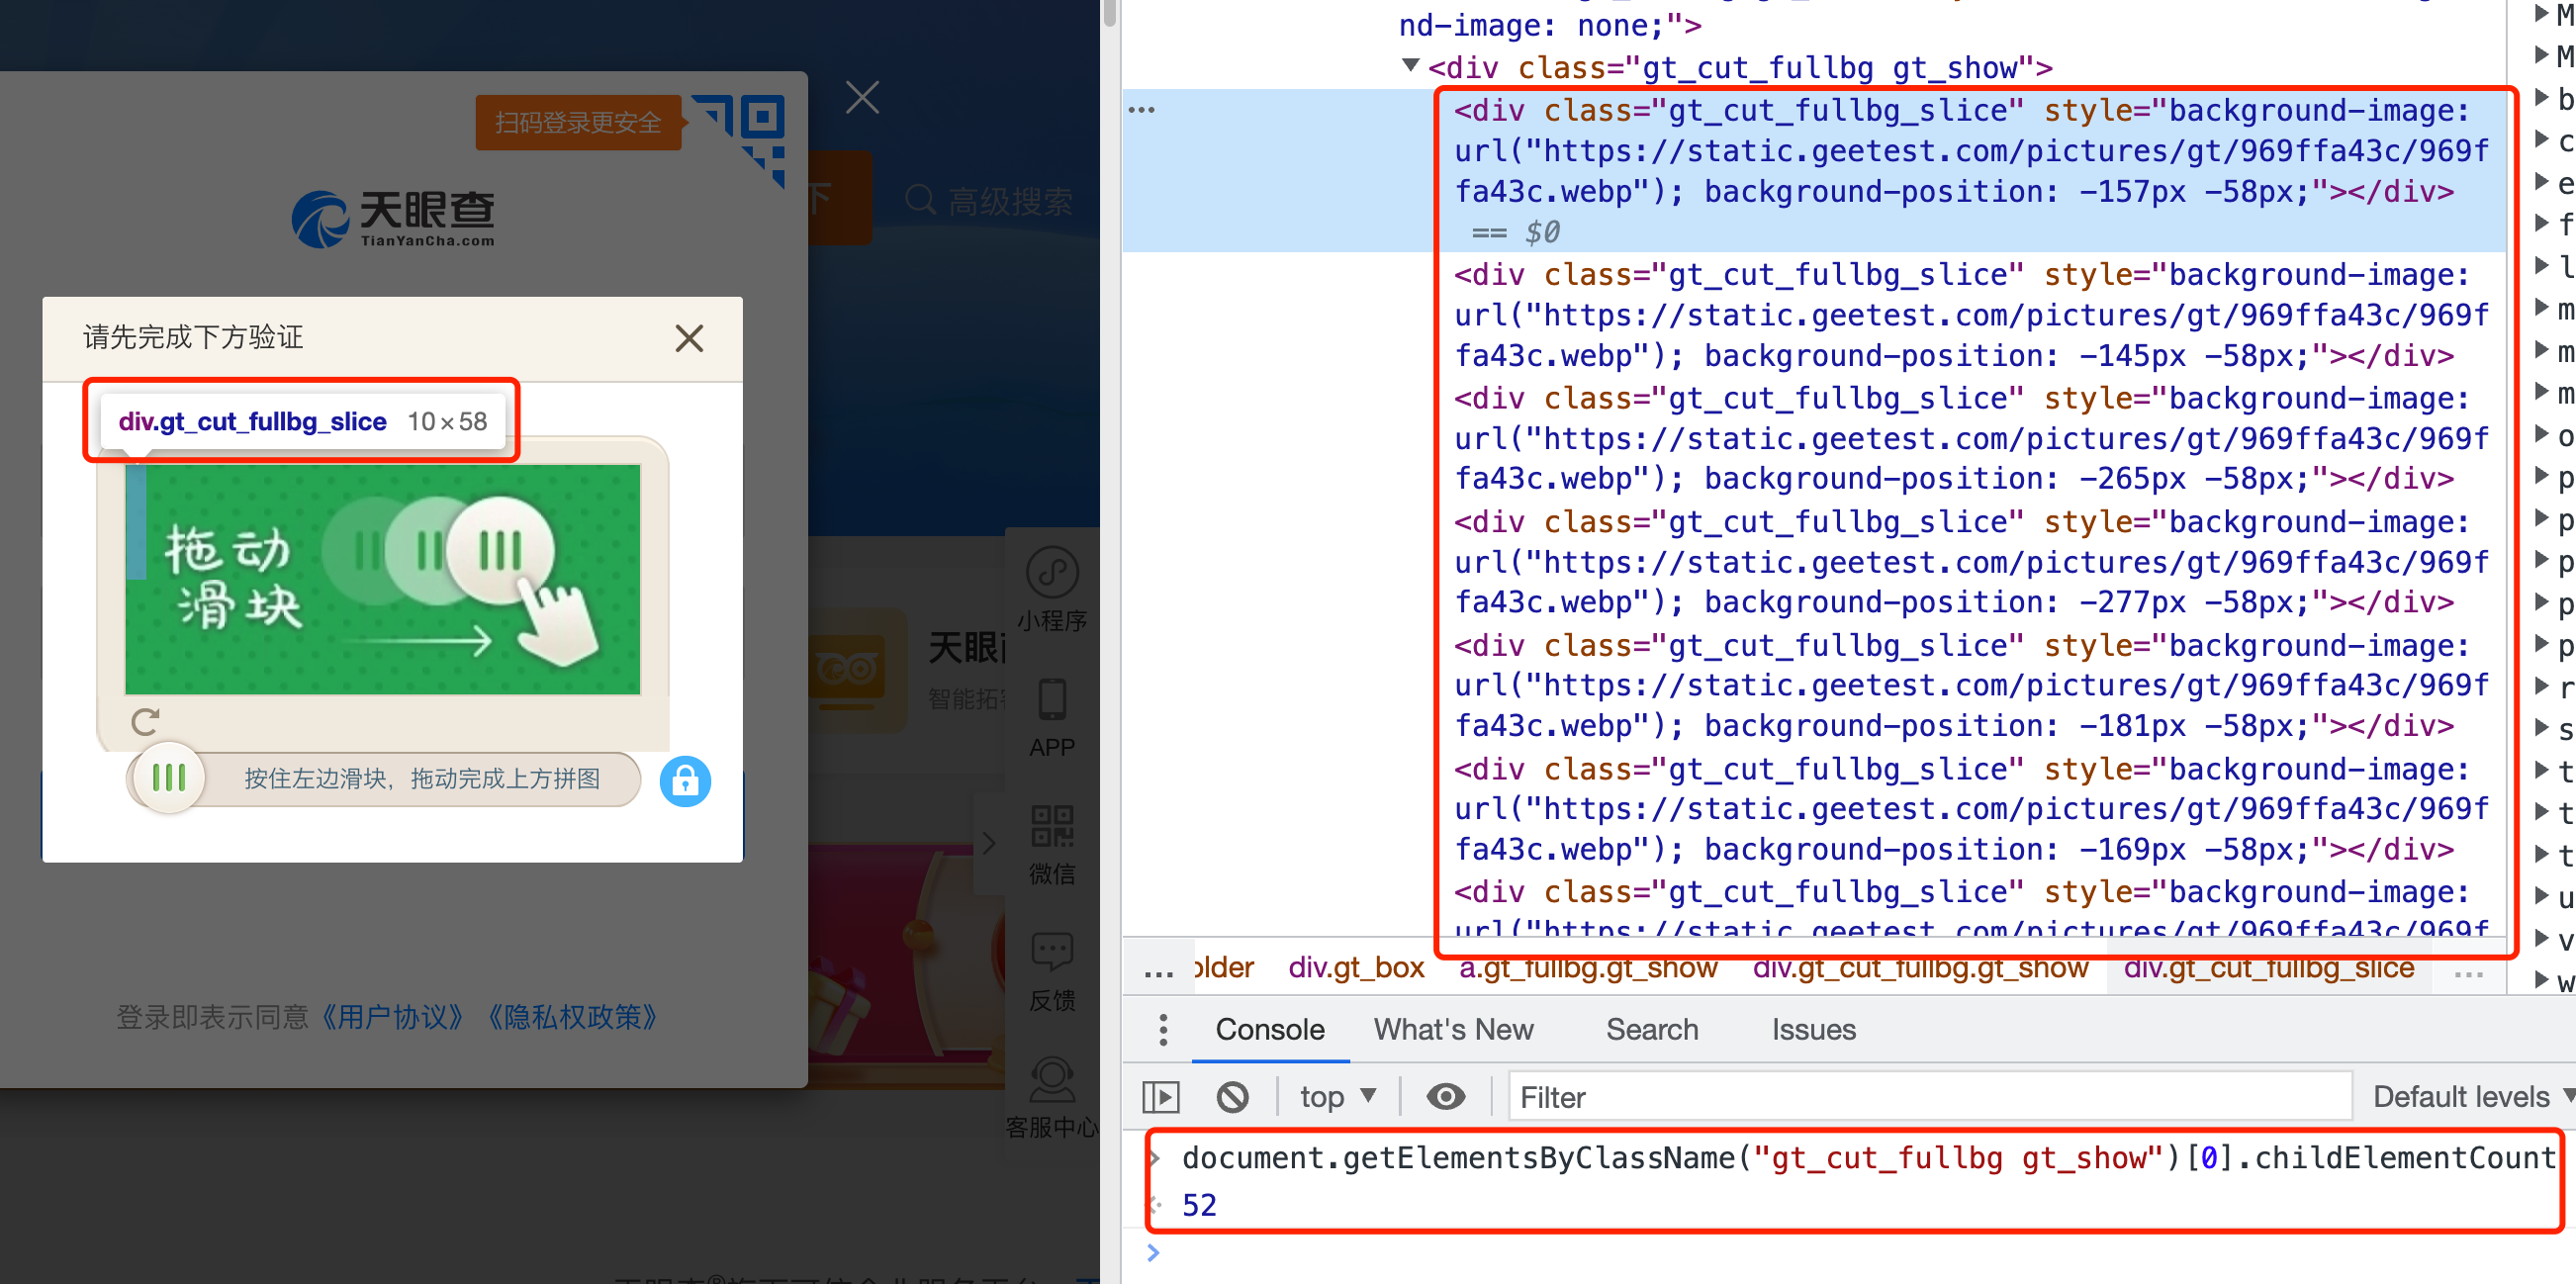 扫码登录更安全
天眼查
TianYanCha.com
下
高级搜索
请先完成下方验证
div.gt_cut_fullbg_slice 10×58
拖动
滑块
按住左边滑块，拖动完成上方拼图
登录即表示同意《用户协议》《隐私权政策》
天眼
智能拓
小程序
APP
微信
反馈
客服中心
nd-image: none;">
<div class="gt_cut_fullbg gt_show">
<div class="gt_cut_fullbg_slice" style="background-image:
url("https://static.geetest.com/pictures/gt/969ffa43c/969f
fa43c.webp"); background-position: -157px -58px;"></div>
== $0
<div class="gt_cut_fullbg_slice" style="background-image:
url("https://static.geetest.com/pictures/gt/969ffa43c/969f
fa43c.webp"); background-position: -145px -58px;"></div>
<div class="gt_cut_fullbg_slice" style="background-image:
url("https://static.geetest.com/pictures/gt/969ffa43c/969f
fa43c.webp"); background-position: -265px -58px;"></div>
<div class="gt_cut_fullbg_slice" style="background-image:
url("https://static.geetest.com/pictures/gt/969ffa43c/969f
fa43c.webp"); background-position: -277px -58px;"></div>
<div class="gt_cut_fullbg_slice" style="background-image:
url("https://static.geetest.com/pictures/gt/969ffa43c/969f
fa43c.webp"); background-position: -181px -58px;"></div>
<div class="gt_cut_fullbg_slice" style="background-image:
url("https://static.geetest.com/pictures/gt/969ffa43c/969f
fa43c.webp"); background-position: -169px -58px;"></div>
<div class="gt_cut_fullbg_slice" style="background-image:
url("https://static.geetest.com/pictures/gt/969ffa43c/969f
... older div.gt_box a.gt_fullbg.gt_show div.gt_cut_fullbg.gt_show div.gt_cut_fullbg_slice ...
Console What's New Search Issues
top Filter Default levels
document.getElementsByClassName("gt_cut_fullbg gt_show")[0].childElementCount
52